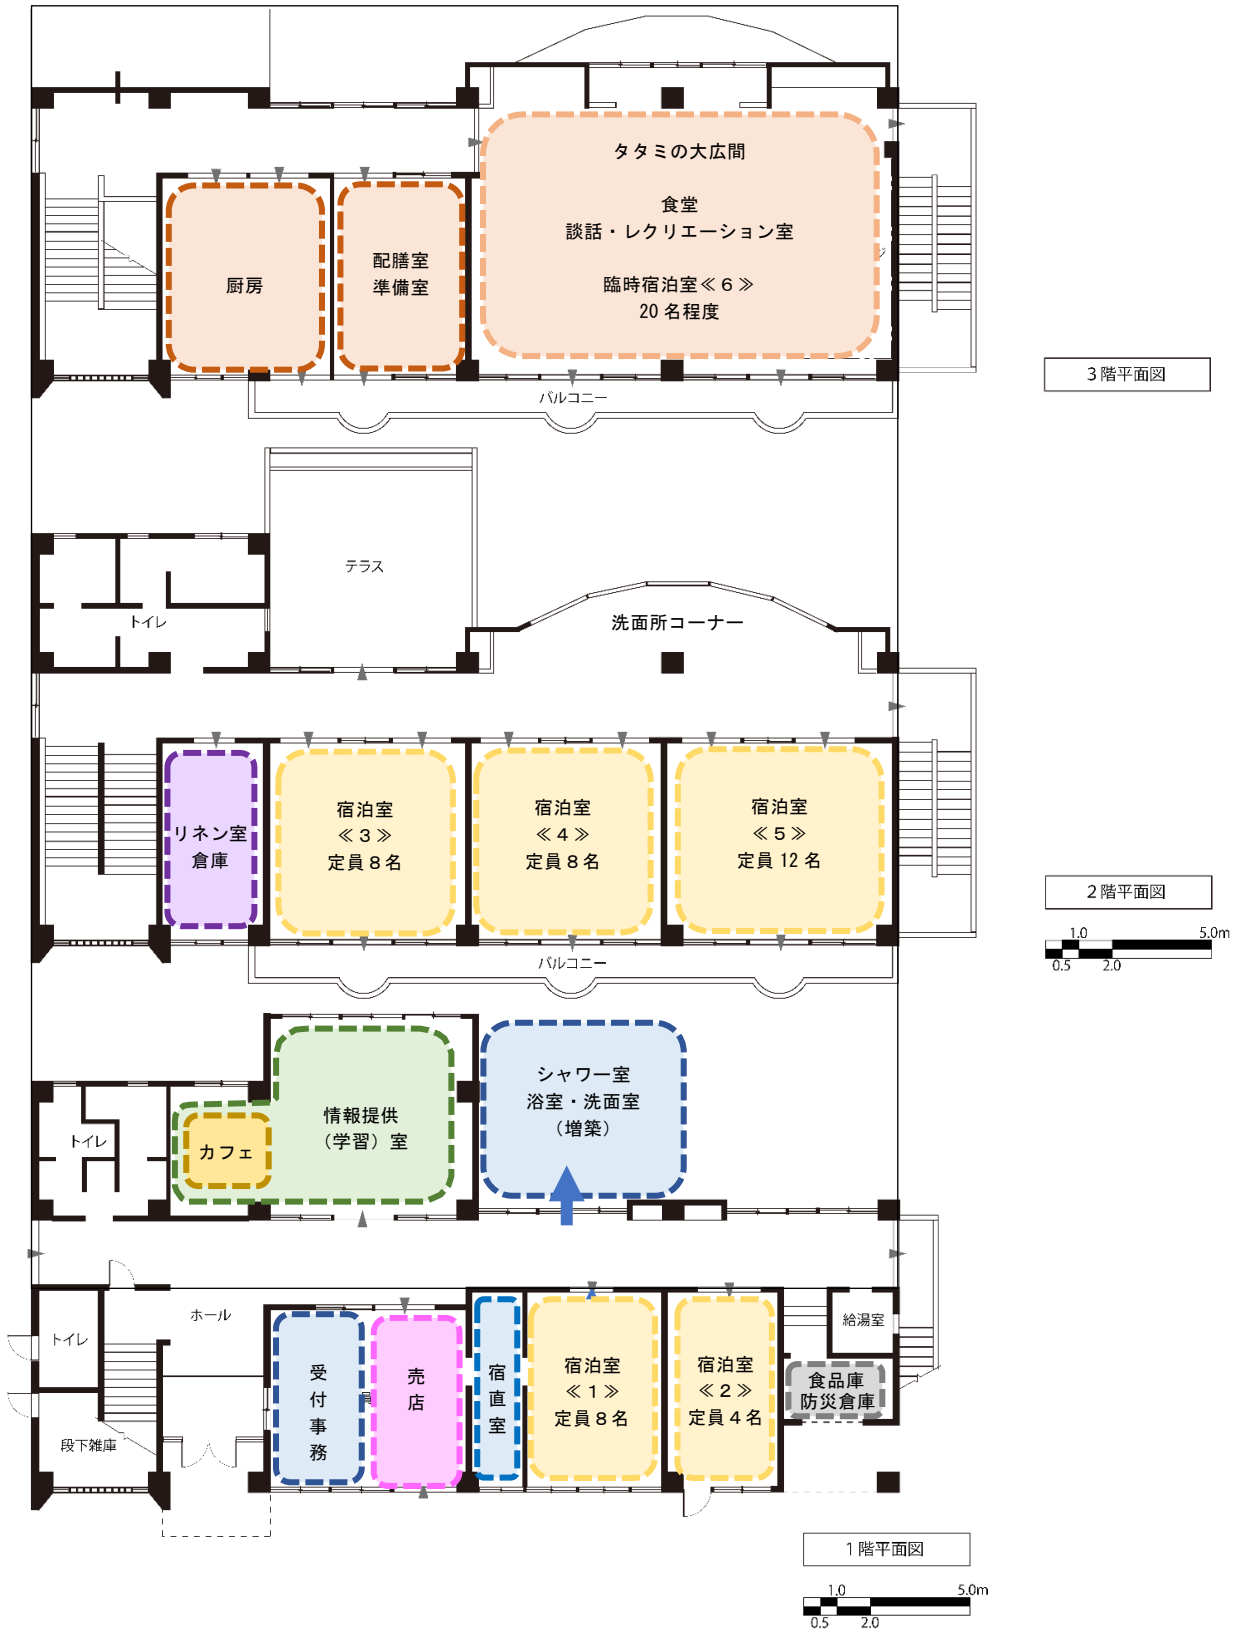 タタミの大広間
食堂
談話・レクリエーション室
臨時宿泊室≪６≫
20 名程度
厨房
配膳室
準備室
バルコニー
３階平面図
テラス
トイレ
洗面所コーナー
リネン室
倉庫
宿泊室
≪３≫
定員８名
宿泊室
≪４≫
定員８名
宿泊室
≪５≫
定員 12 名
バルコニー
２階平面図
1.0 5.0m
0.5 2.0
シャワー室
浴室・洗面室
（増築）
情報提供
（学習）室
カフェ
トイレ
ホール
トイレ
段下雑庫
受付事務
売店
宿直室
宿泊室
≪１≫
定員８名
宿泊室
≪２≫
定員４名
給湯室
食品庫
防災倉庫
１階平面図
1.0 5.0m
0.5 2.0